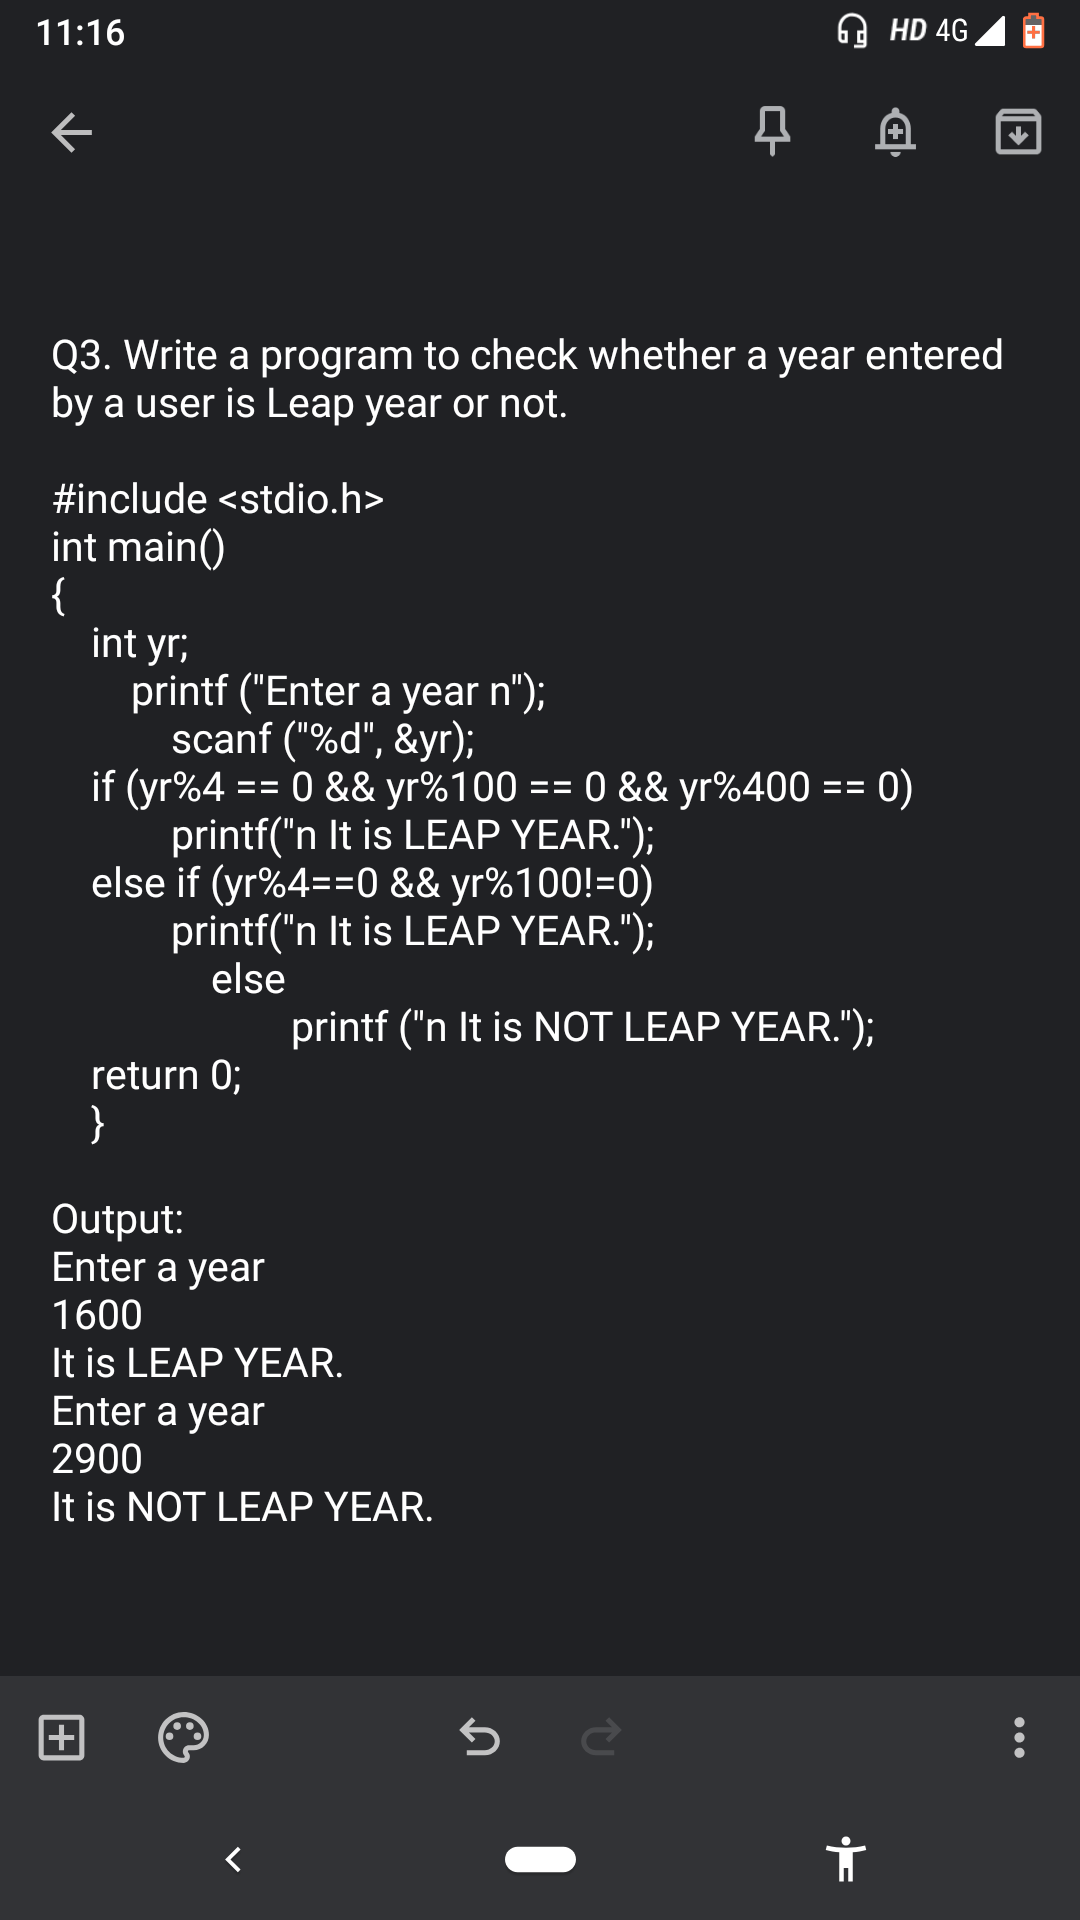 11:16
HD 4G
Q3. Write a program to check whether a year entered
by a user is Leap year or not.
#include <stdio.h>
int main()
{
int yr;
printf ("Enter a year n");
scanf ("%d", &yr);
if (yr%4 == 0 && yr%100 == 0 && yr%400 == 0)
printf("n It is LEAP YEAR.");
else if (yr%4==0 && yr%100!=0)
printf("n It is LEAP YEAR.");
else
printf ("n It is NOT LEAP YEAR.");
return 0;
}
Output:
Enter a year
1600
It is LEAP YEAR.
Enter a year
2900
It is NOT LEAP YEAR.